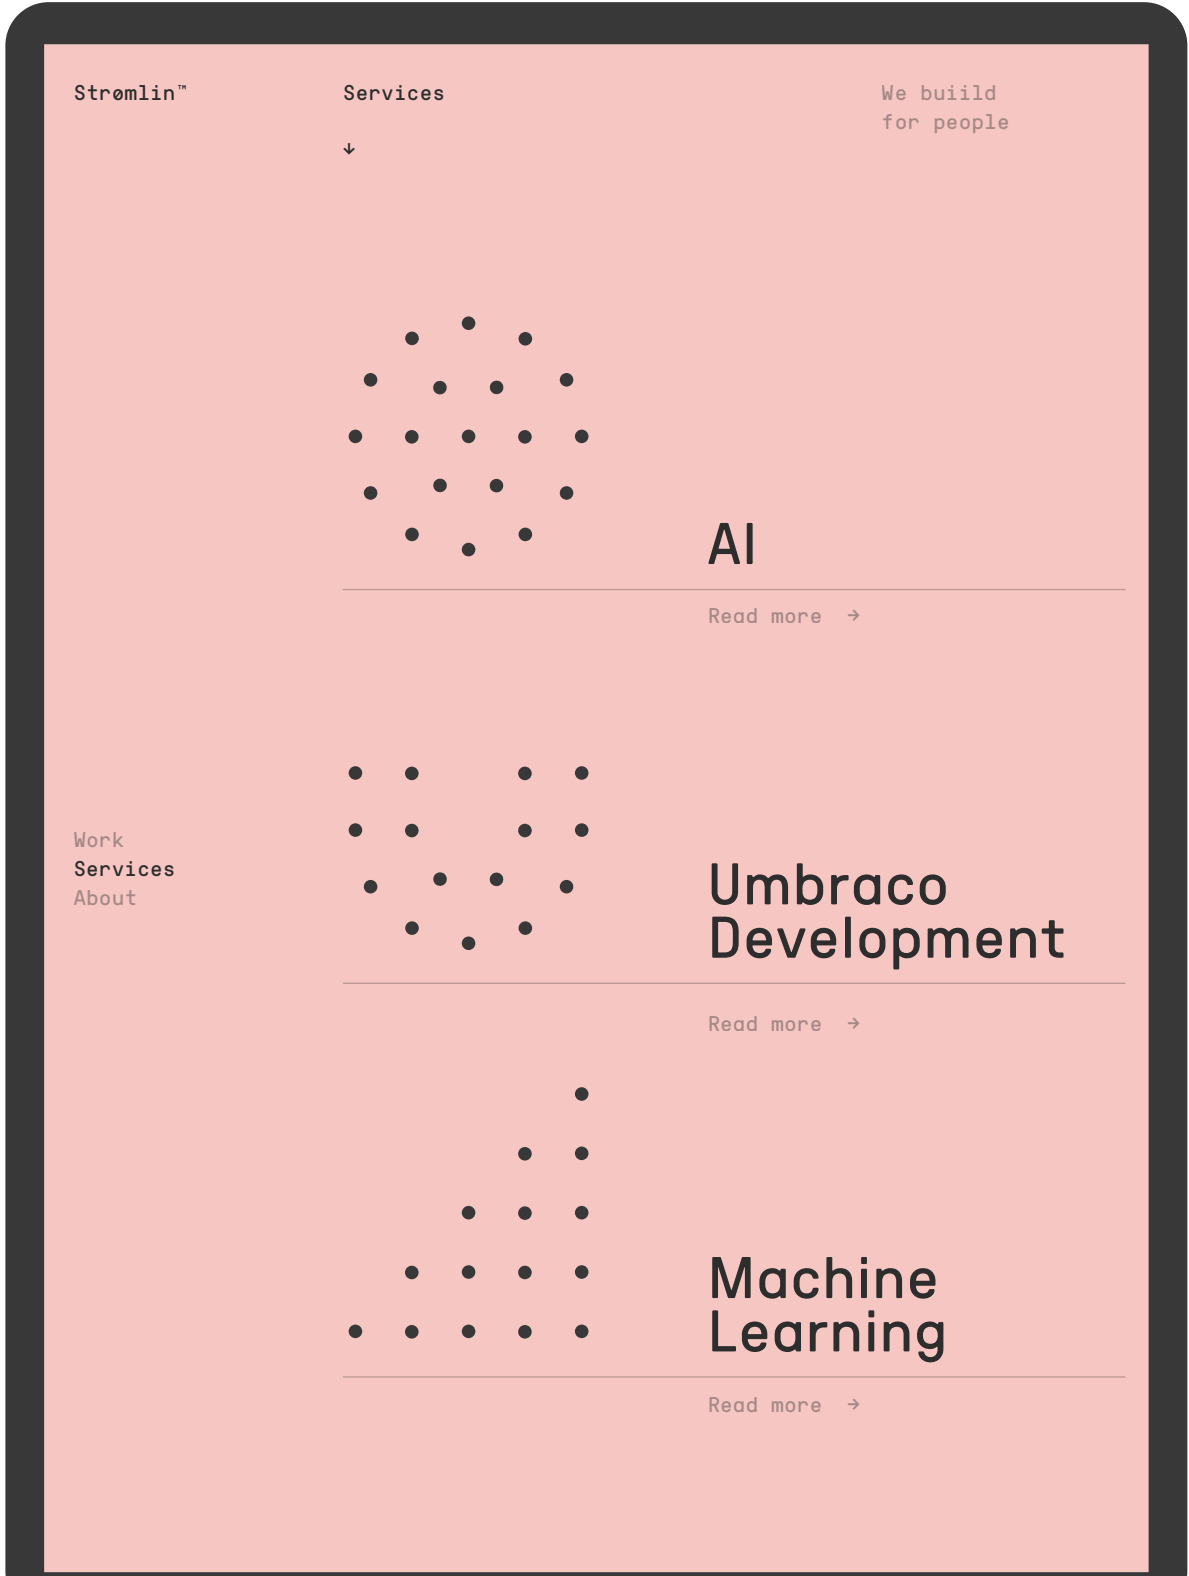 Strømlin™
Services
↓
We buiild
for people
AI
Read more →
Work
Services
About
Umbraco
Development
Read more →
Machine
Learning
Read more →